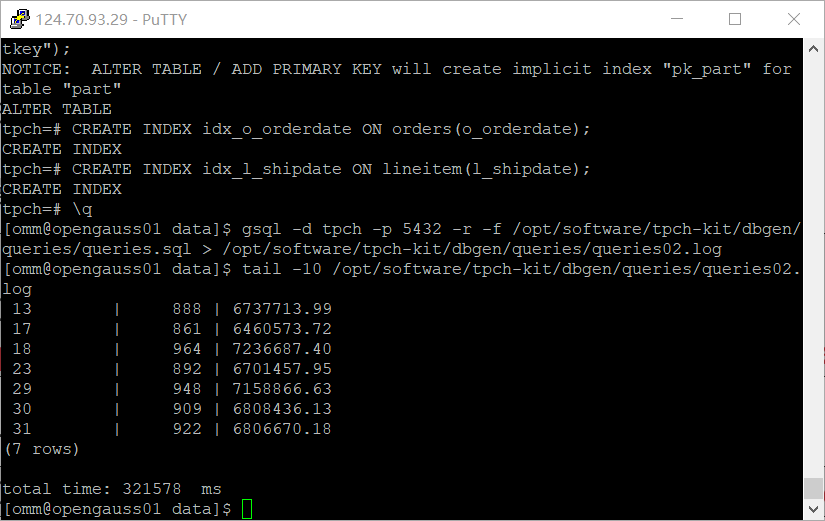 124.70.93.29 - PuTTY
tkey");
NOTICE:  ALTER TABLE / ADD PRIMARY KEY will create implicit index "pk_part" for
table "part"
ALTER TABLE
tpch=# CREATE INDEX idx_o_orderdate ON orders(o_orderdate);
CREATE INDEX
tpch=# CREATE INDEX idx_l_shipdate ON lineitem(l_shipdate);
CREATE INDEX
tpch=# \q
[omm@opengauss01 data]$ gsql -d tpch -p 5432 -r -f /opt/software/tpch-kit/dbgen/
queries/queries.sql > /opt/software/tpch-kit/dbgen/queries/queries02.log
[omm@opengauss01 data]$ tail -10 /opt/software/tpch-kit/dbgen/queries/queries02.
log
 13        |     888 | 6737713.99
 17        |     861 | 6460573.72
 18        |     964 | 7236687.40
 23        |     892 | 6701457.95
 29        |     948 | 7158866.63
 30        |     909 | 6808436.13
 31        |     922 | 6806670.18
(7 rows)
total time: 321578  ms
[omm@opengauss01 data]$